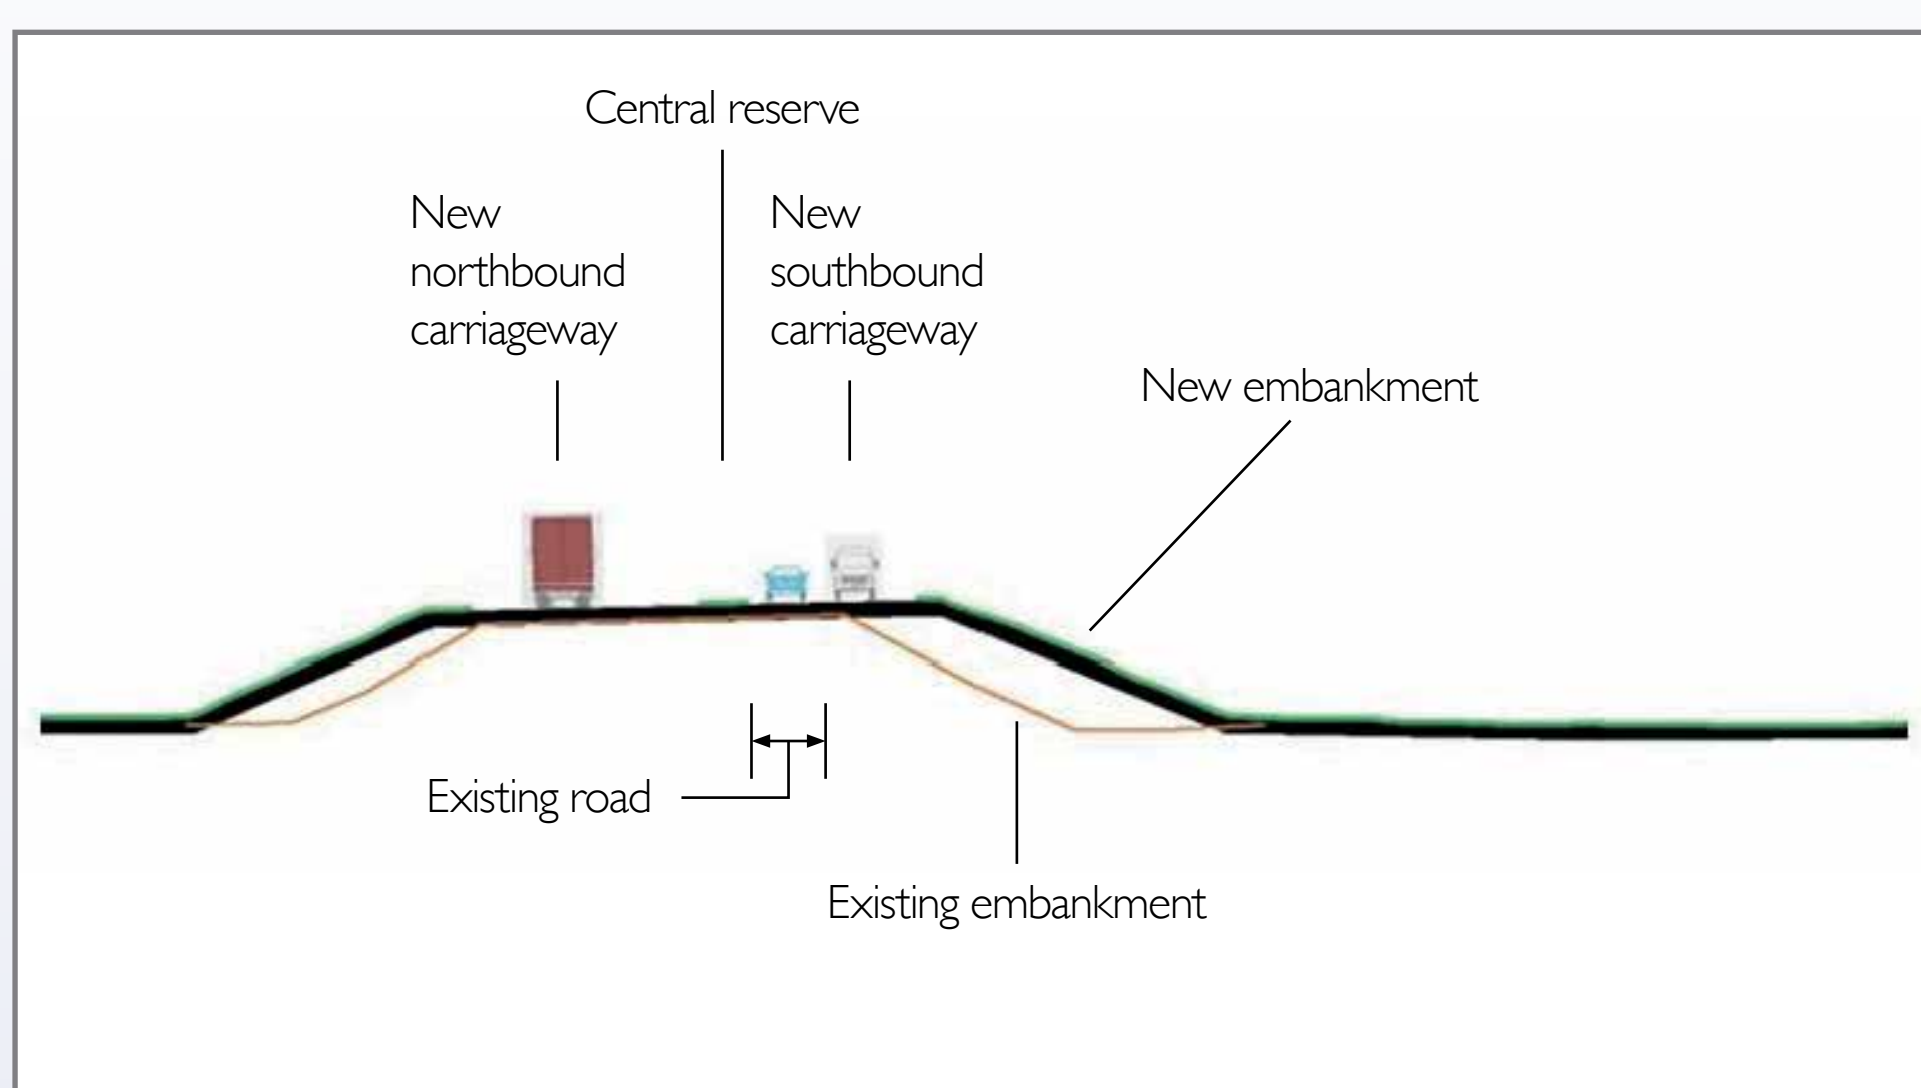 Central reserve
New
northbound
carriageway
New
southbound
carriageway
New embankment
Existing road
Existing embankment